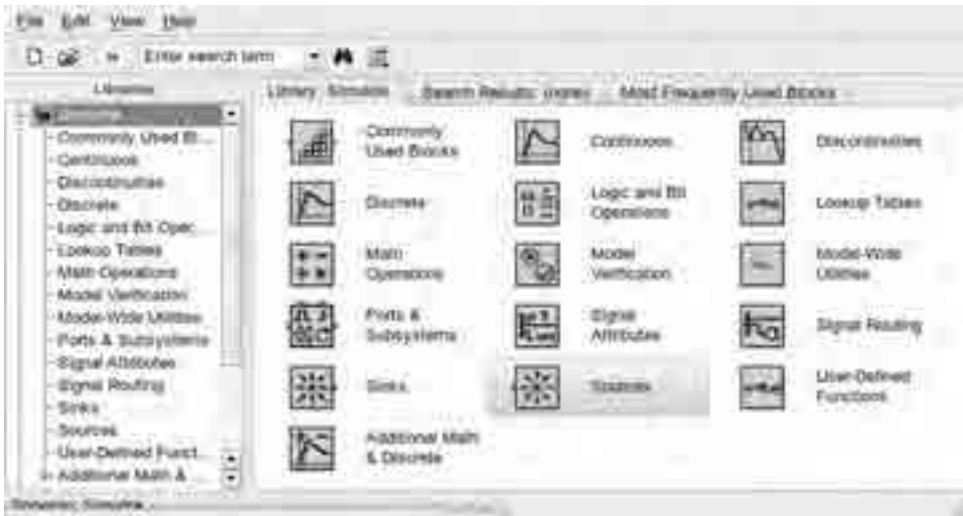 File Edit View Help
Enter search term
Libraries
Library: Simulink
Search Results: (none)
Most Frequently Used Blocks
Simulink
Commonly Used Bl...
Continuous
Discontinuities
Discrete
Logic and Bit Oper...
Lookup Tables
Math Operations
Model Verification
Model-Wide Utilities
Ports & Subsystems
Signal Attributes
Signal Routing
Sinks
Sources
User-Defined Funct...
Additional Math & ...
Commonly
Used Blocks
Continuous
Discontinuities
Discrete
Logic and Bit
Operations
Lookup Tables
Math
Operations
Model
Verification
Model-Wide
Utilities
Ports &
Subsystems
Signal
Attributes
Signal Routing
Sinks
Sources
User-Defined
Functions
Additional Math
& Discrete